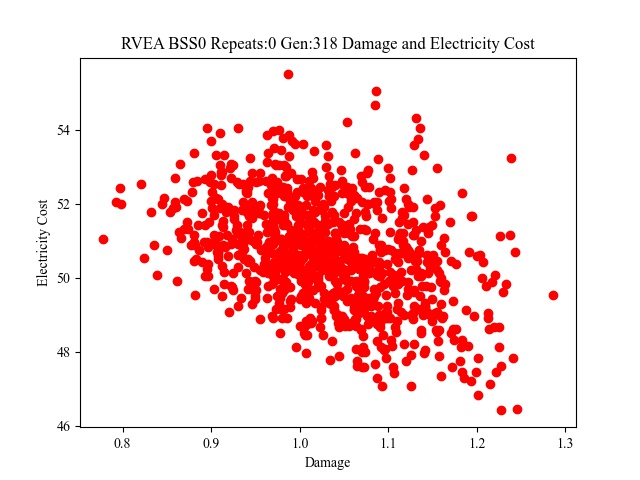 RVEA BSS0 Repeats:0 Gen:318 Damage and Electricity Cost
Electricity Cost
54
52
50
48
46
0.8 0.9 1.0 1.1 1.2 1.3
Damage